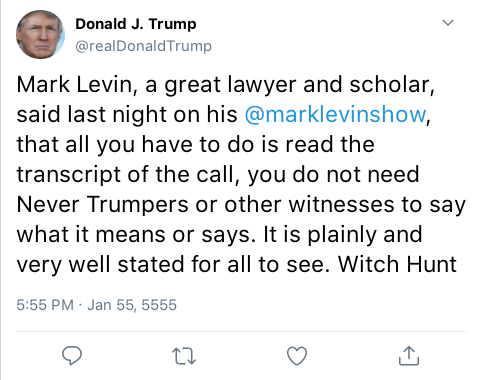 Donald J. Trump
@realDonaldTrump
Mark Levin, a great lawyer and scholar,
said last night on his @marklevinshow,
that all you have to do is read the
transcript of the call, you do not need
Never Trumpers or other witnesses to say
what it means or says. It is plainly and
very well stated for all to see. Witch Hunt
5:55 PM · Jan 55, 5555